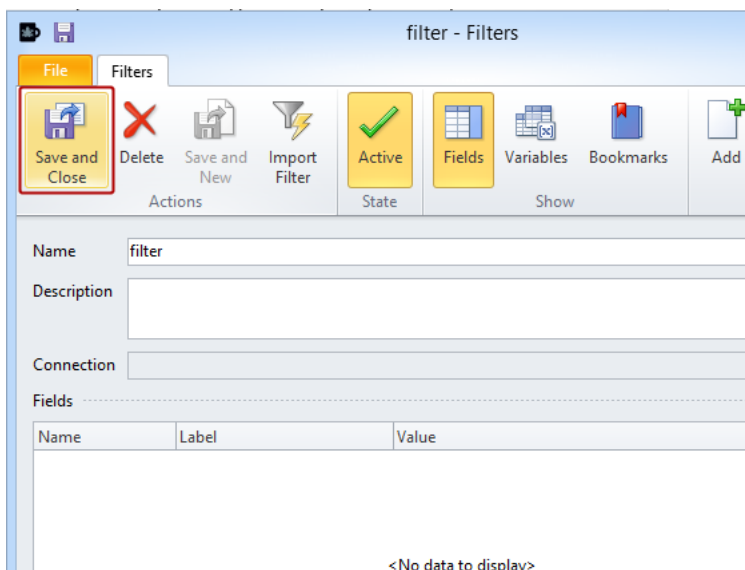 filter - Filters
File Filters
Save and Close Delete Save and New Import Filter Active Fields Variables Bookmarks Add
Actions State Show
Name filter
Description
Connection
Fields
Name Label Value
<No data to display>